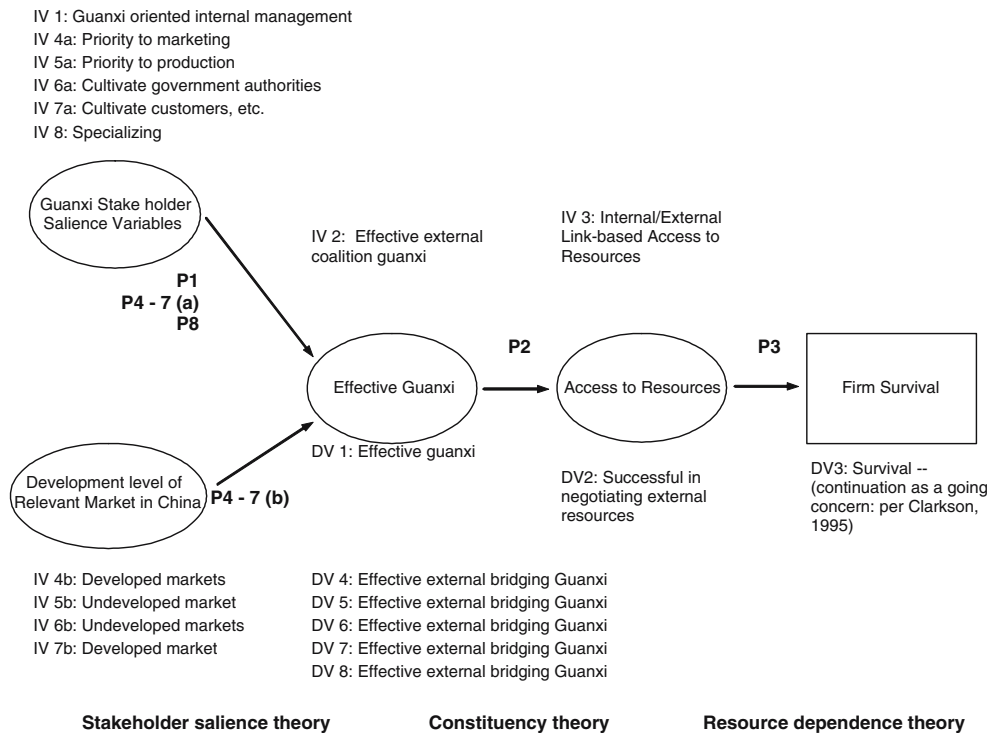 IV 1: Guanxi oriented internal management
IV 4a: Priority to marketing
IV 5a: Priority to production
IV 6a: Cultivate government authorities
IV 7a: Cultivate customers, etc.
IV 8: Specializing
Guanxi Stake holder
Salience Variables
P1
P4 - 7 (a)
P8
IV 2: Effective external
coalition guanxi
IV 3: Internal/External
Link-based Access to
Resources
Effective Guanxi
P2
Access to Resources
P3
Firm Survival
DV 1: Effective guanxi
DV2: Successful in
negotiating external
resources
DV3: Survival --
(continuation as a going
concern: per Clarkson,
1995)
Development level of
Relevant Market in China
P4 - 7 (b)
IV 4b: Developed markets
IV 5b: Undeveloped market
IV 6b: Undeveloped markets
IV 7b: Developed market
DV 4: Effective external bridging Guanxi
DV 5: Effective external bridging Guanxi
DV 6: Effective external bridging Guanxi
DV 7: Effective external bridging Guanxi
DV 8: Effective external bridging Guanxi
Stakeholder salience theory
Constituency theory
Resource dependence theory